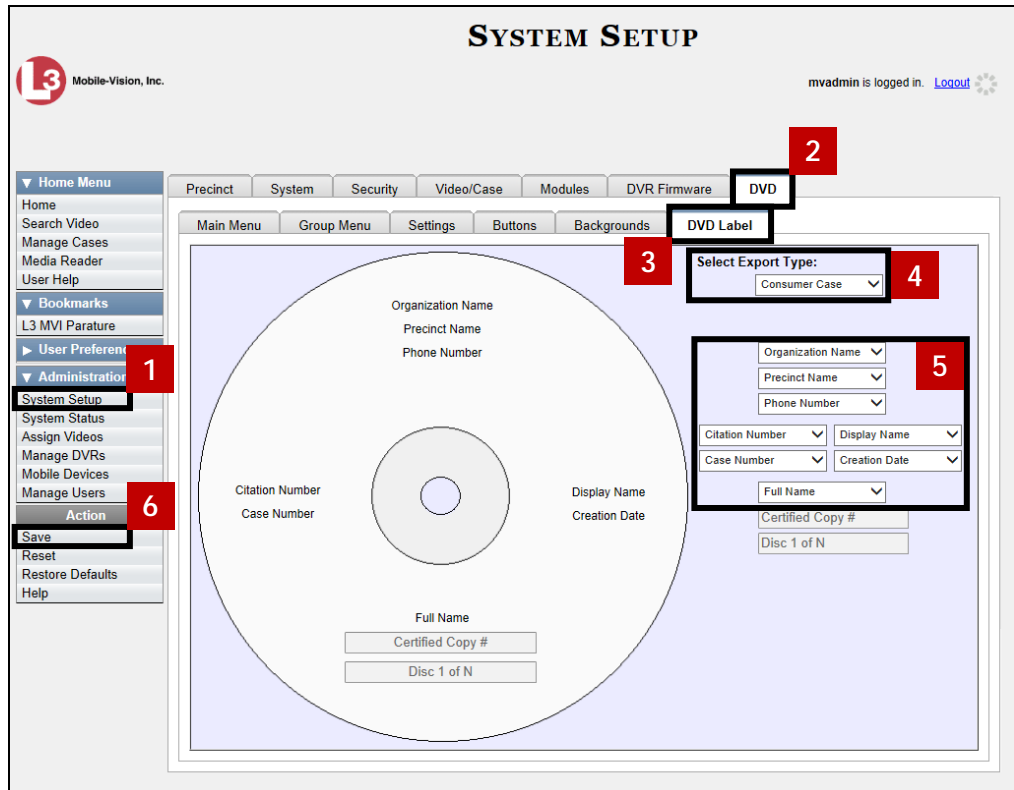 SYSTEM SETUP
L3 Mobile-Vision, Inc.
mvadmin is logged in. Logout
2
▼ Home Menu
Home
Search Video
Manage Cases
Media Reader
User Help
▼ Bookmarks
L3 MVI Parature
▶ User Preferen
▼ Administration
1
System Setup
System Status
Assign Videos
Manage DVRs
Mobile Devices
Manage Users
Action
6
Save
Reset
Restore Defaults
Help
Precinct System Security Video/Case Modules DVR Firmware DVD
Main Menu Group Menu Settings Buttons Backgrounds DVD Label
3
Select Export Type:
Consumer Case
4
Organization Name
Precinct Name
Phone Number
Citation Number
Case Number
Display Name
Creation Date
Full Name
Certified Copy #
Disc 1 of N
5
Organization Name
Precinct Name
Phone Number
Citation Number Display Name
Case Number Creation Date
Full Name
Certified Copy #
Disc 1 of N